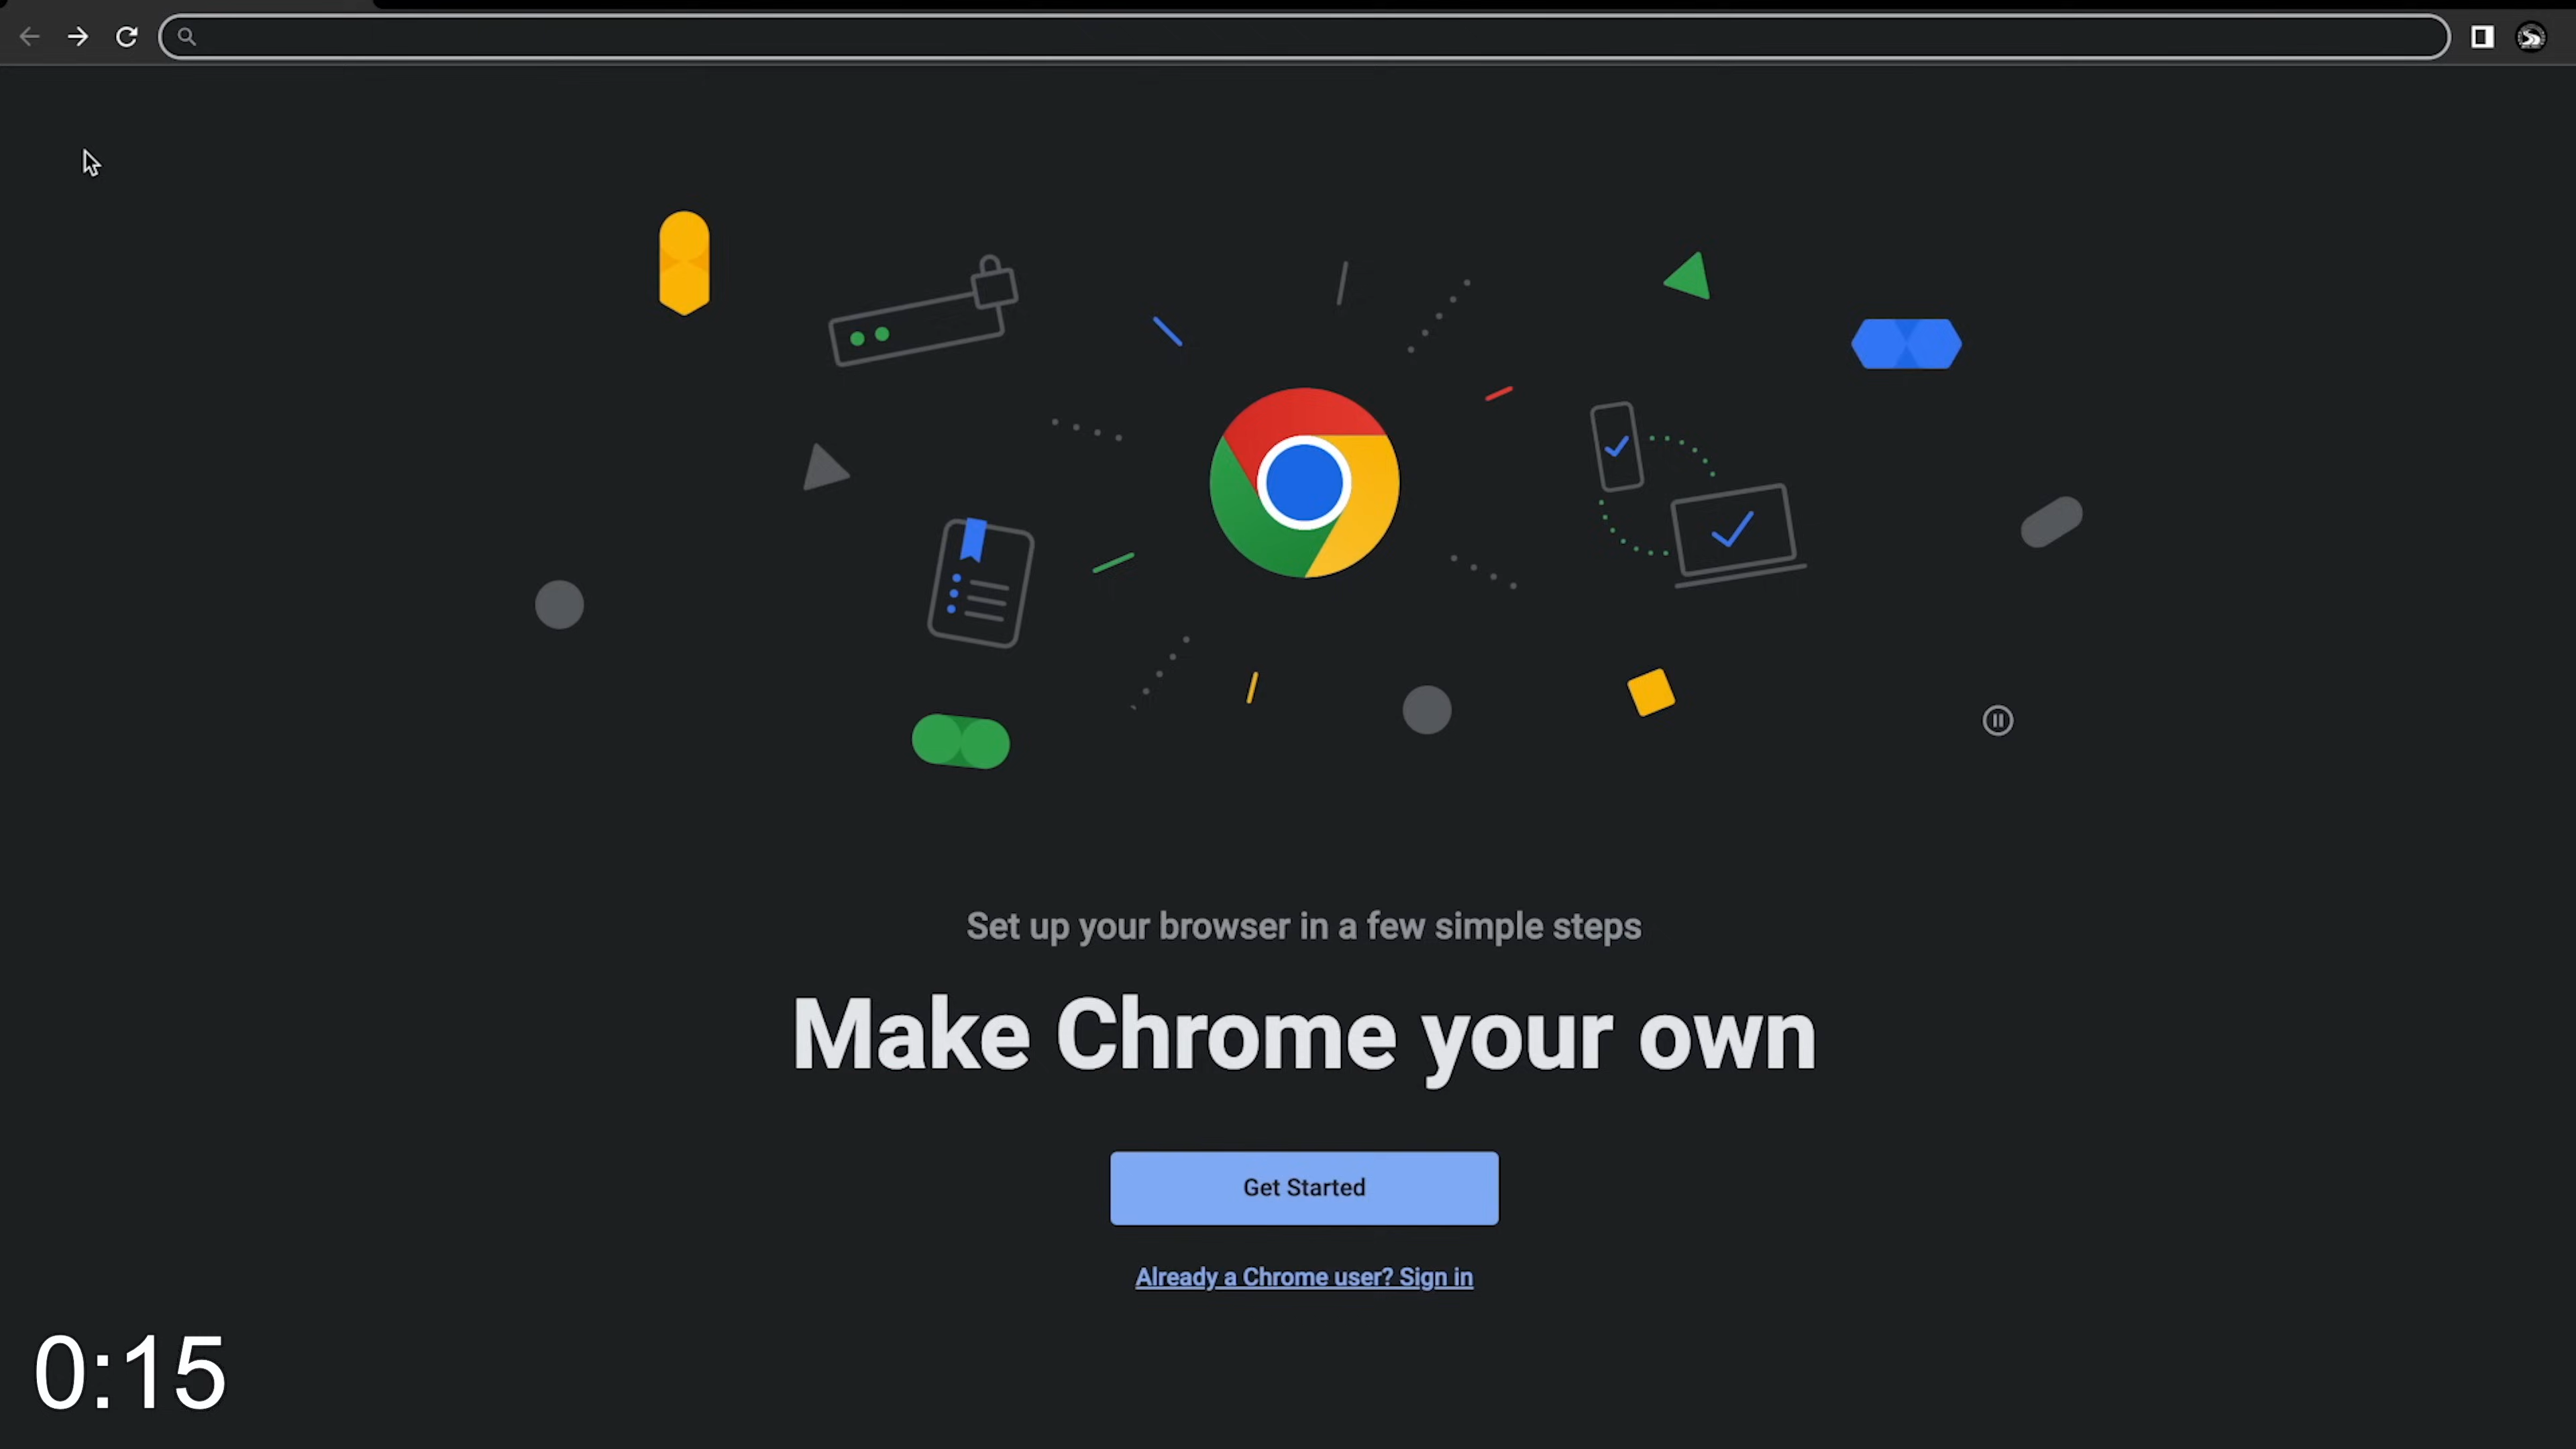 Set up your browser in a few simple steps
Make Chrome your own
Get Started
Already a Chrome user? Sign in
0:15